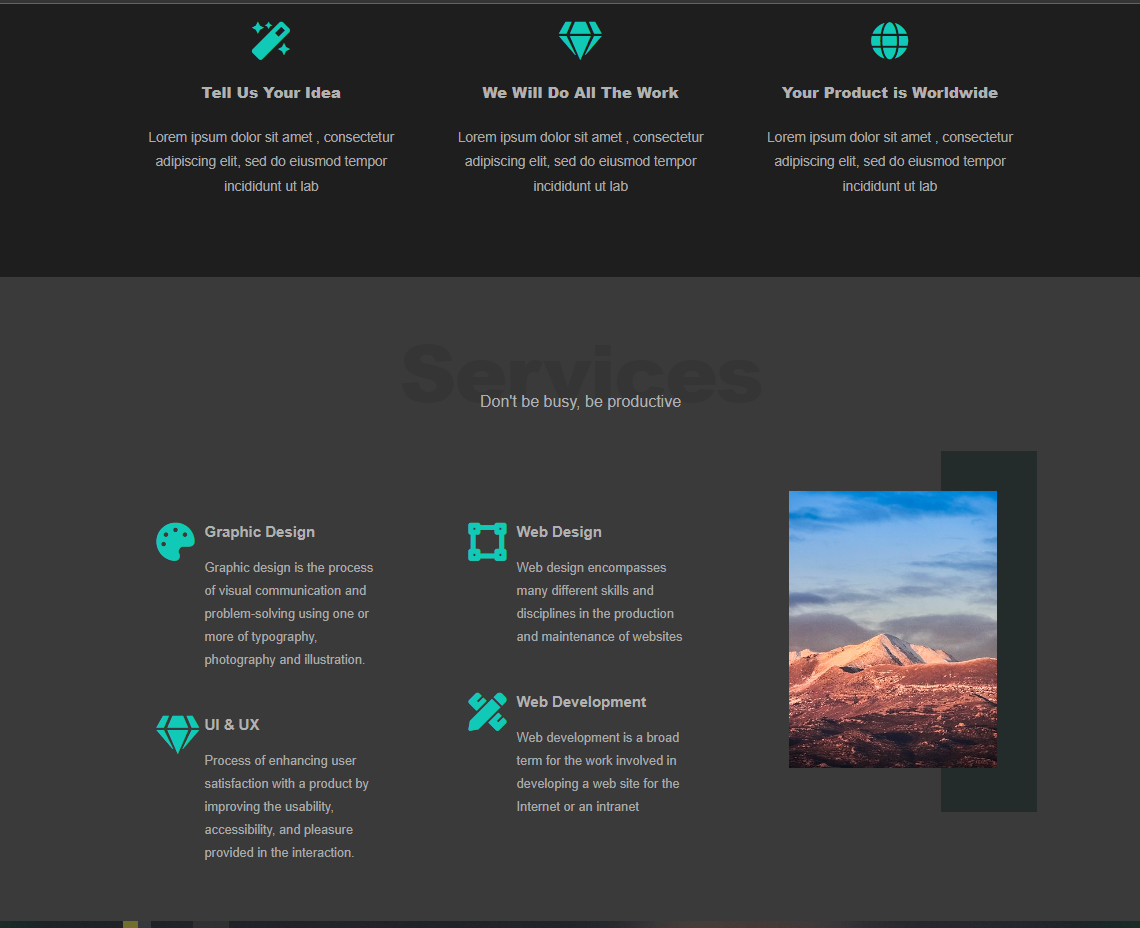 Tell Us Your Idea
Lorem ipsum dolor sit amet , consectetur
adipiscing elit, sed do eiusmod tempor
incididunt ut lab
We Will Do All The Work
Lorem ipsum dolor sit amet , consectetur
adipiscing elit, sed do eiusmod tempor
incididunt ut lab
Your Product is Worldwide
Lorem ipsum dolor sit amet , consectetur
adipiscing elit, sed do eiusmod tempor
incididunt ut lab
Services
Don't be busy, be productive
Graphic Design
Graphic design is the process
of visual communication and
problem-solving using one or
more of typography,
photography and illustration.
UI & UX
Process of enhancing user
satisfaction with a product by
improving the usability,
accessibility, and pleasure
provided in the interaction.
Web Design
Web design encompasses
many different skills and
disciplines in the production
and maintenance of websites
Web Development
Web development is a broad
term for the work involved in
developing a web site for the
Internet or an intranet